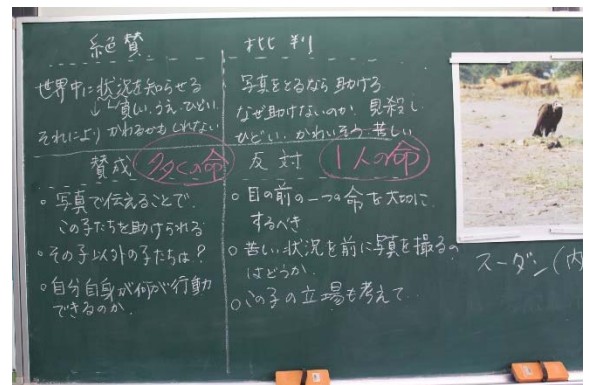 絶賛
世界中に状況を知らせる
↳貧しい、うえ、ひどい
それにより かわるかもしれない
批判
写真をとるなら助ける
なぜ助けないのか、見殺し
ひどい、かわいそう、苦しい
賛成 多くの命
○写真で伝えることで
この子たちを助けられる
○その子以外の子たちは?
○自分自身が何か行動
できるのか
反対 1人の命
○目の前の一つの命を大切に
するべき
○苦しい状況を前に写真を撮るの
はどうか
○この子の立場も考えて
スーダン(内